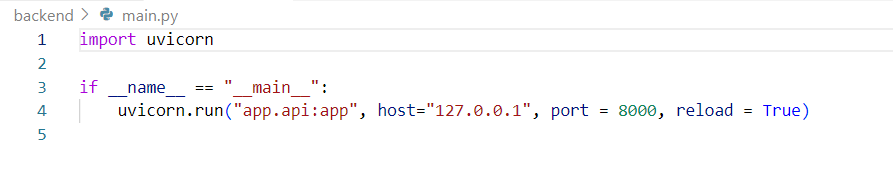 backend > main.py
1 import uvicorn
2
3 if __name__ == "__main__":
4 uvicorn.run("app.api:app", host="127.0.0.1", port = 8000, reload = True)
5